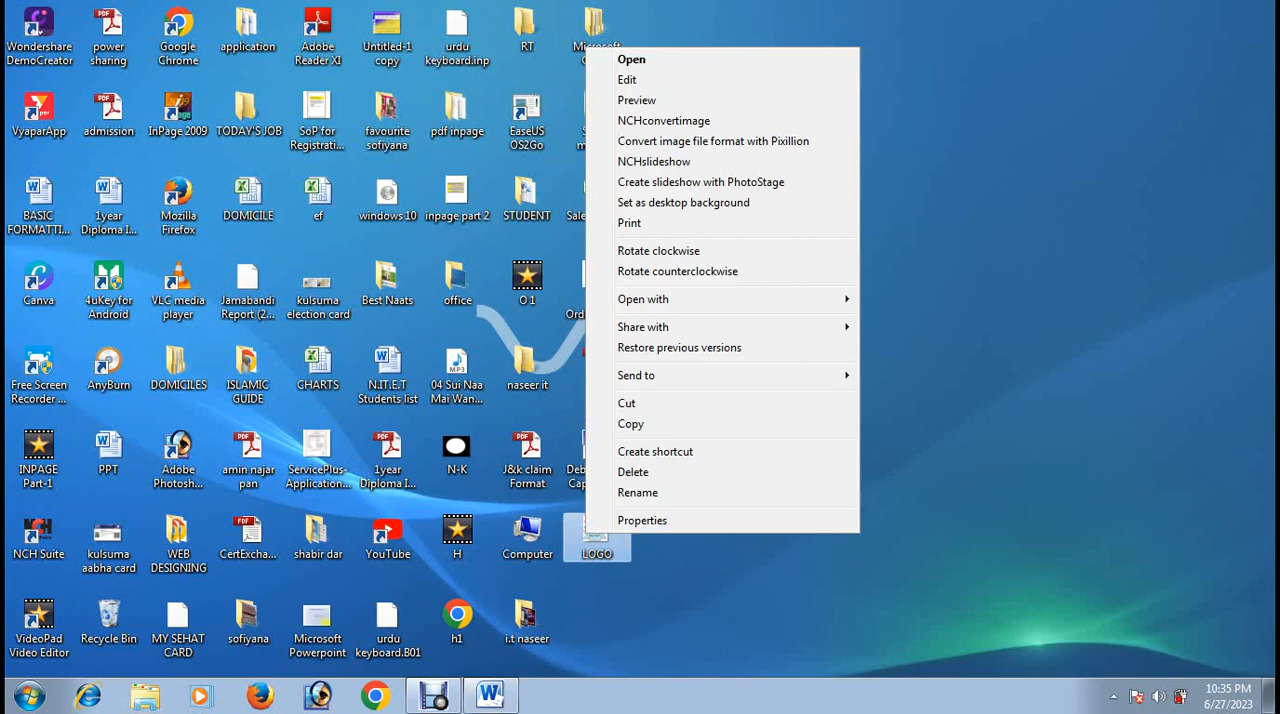 Wondershare
DemoCreator
power
sharing
Google
Chrome
application
Adobe
Reader XI
Untitled-1
copy
urdu
keyboard.inp
RT
VyaparApp
admission
InPage 2009
TODAY'S JOB
SoP for
Registrati...
favourite
sofiyana
pdf inpage
EaseUS
OS2Go
BASIC
FORMATTI...
1year
Diploma I...
Mozilla
Firefox
DOMICILE
ef
windows 10
inpage part 2
STUDENT
Canva
4uKey for
Android
VLC media
player
Jamabandi
Report (2...
kulsuma
election card
Best Naats
office
O 1
Free Screen
Recorder ...
AnyBurn
DOMICILES
ISLAMIC
GUIDE
CHARTS
N.I.E.T
Students list
04 Sui Naa
Mai Wan...
naseer it
INPAGE
Part-1
PPT
Adobe
Photosh...
amin najar
pan
ServicePlus-
Application...
1year
Diploma I...
N-K
J&k claim
Format
NCH Suite
kulsuma
aabha card
WEB
DESIGNING
CertExcha...
shabir dar
YouTube
H
Computer
LOGO
VideoPad
Video Editor
Recycle Bin
MY SEHAT
CARD
sofiyana
Microsoft
Powerpoint
urdu
keyboard.B01
h1
i.t naseer
Open
Edit
Preview
NCHconvertimage
Convert image file format with Pixillion
NCHslideshow
Create slideshow with PhotoStage
Set as desktop background
Print
Rotate clockwise
Rotate counterclockwise
Open with
Share with
Restore previous versions
Send to
Cut
Copy
Create shortcut
Delete
Rename
Properties
10:35 PM
6/27/2023